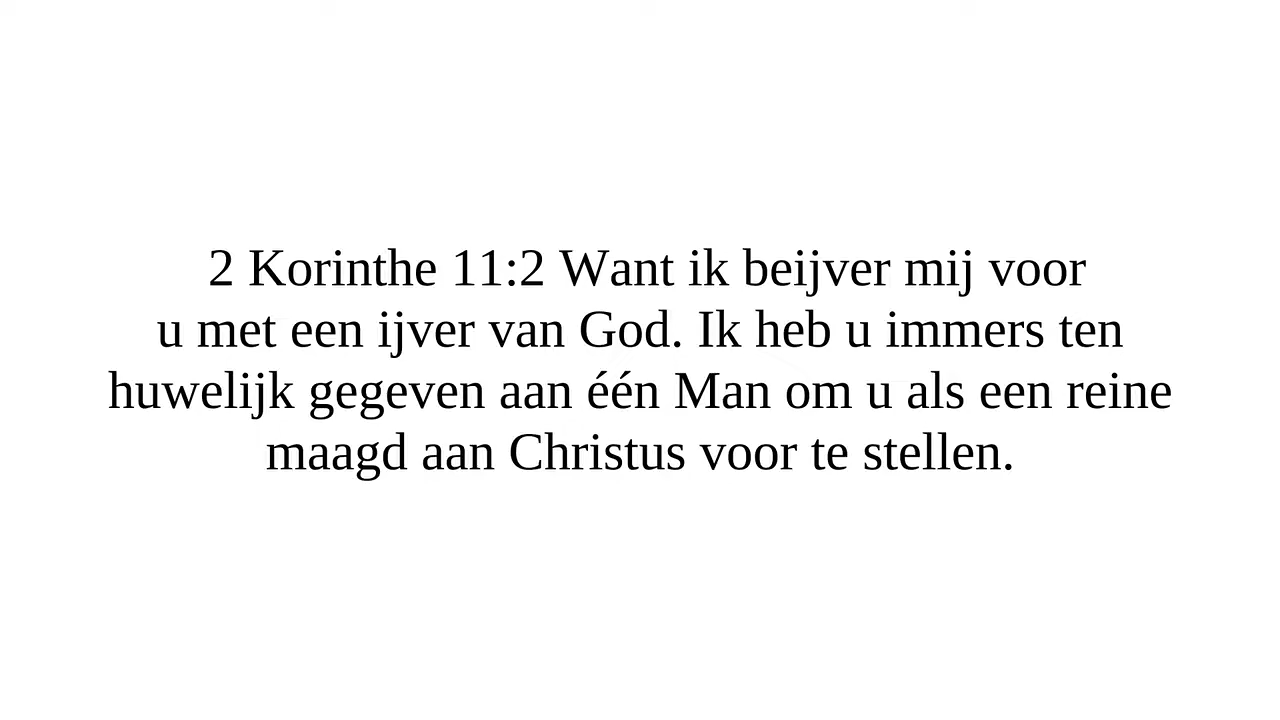 2 Korinthe 11:2 Want ik beijver mij voor
u met een ijver van God. Ik heb u immers ten
huwelijk gegeven aan één Man om u als een reine
maagd aan Christus voor te stellen.